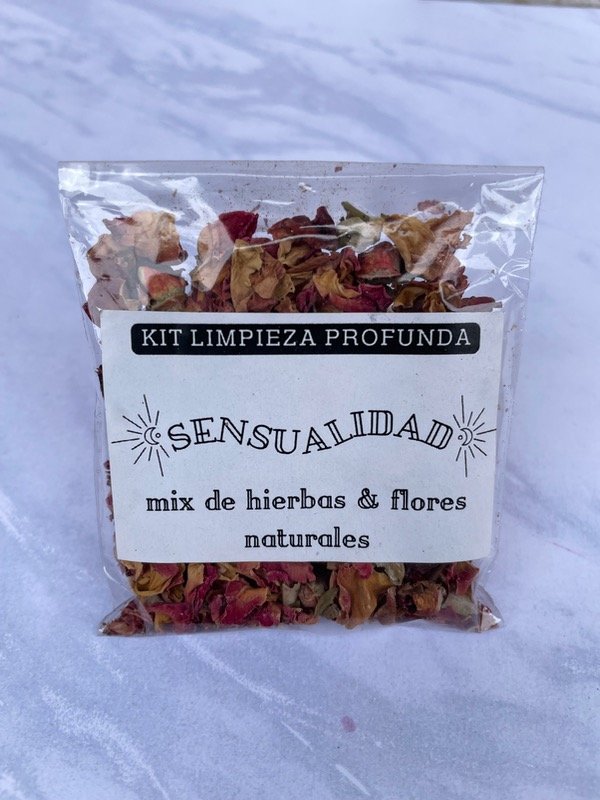 KIT LIMPIEZA PROFUNDA
SENSUALIDAD
mix de hierbas & flores
naturales